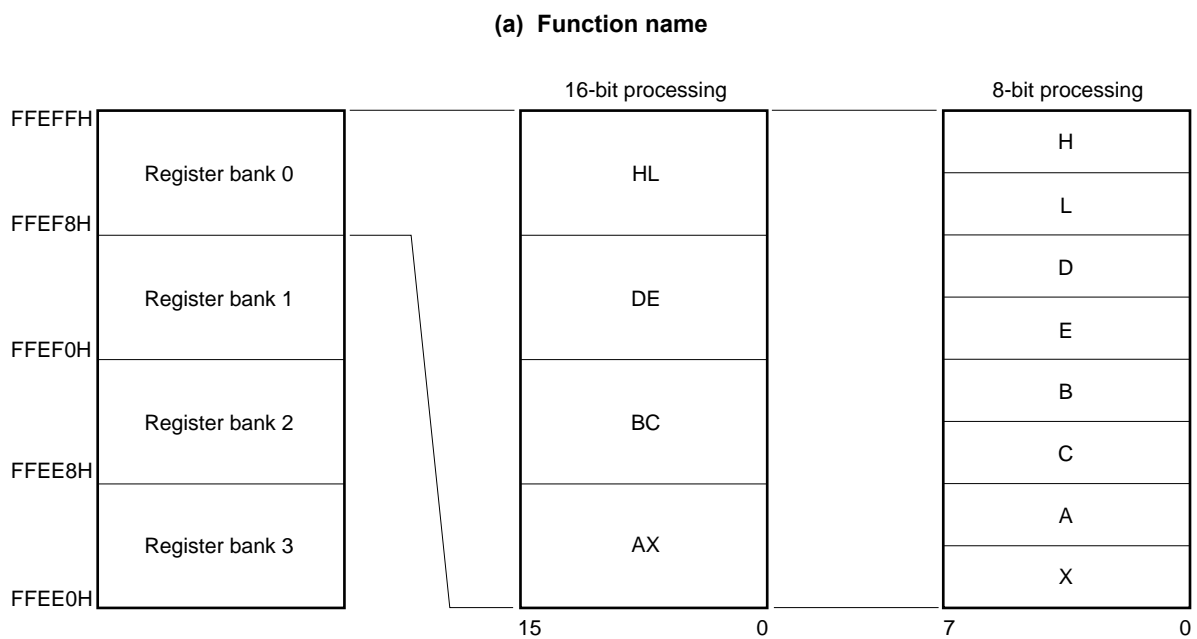 (a) Function name
16-bit processing
8-bit processing
FFEFFH
Register bank 0
HL
H
L
FFEF8H
Register bank 1
DE
D
E
FFEF0H
Register bank 2
BC
B
C
FFEE8H
Register bank 3
AX
A
X
FFEE0H
15
0
7
0